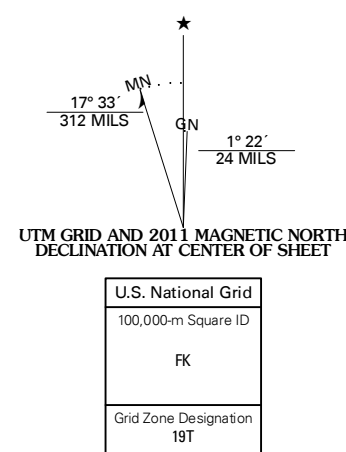 ★
MN
17° 33´
312 MILS
GN
1° 22´
24 MILS
UTM GRID AND 2011 MAGNETIC NORTH
DECLINATION AT CENTER OF SHEET
U.S. National Grid
100,000-m Square ID
FK
Grid Zone Designation
19T